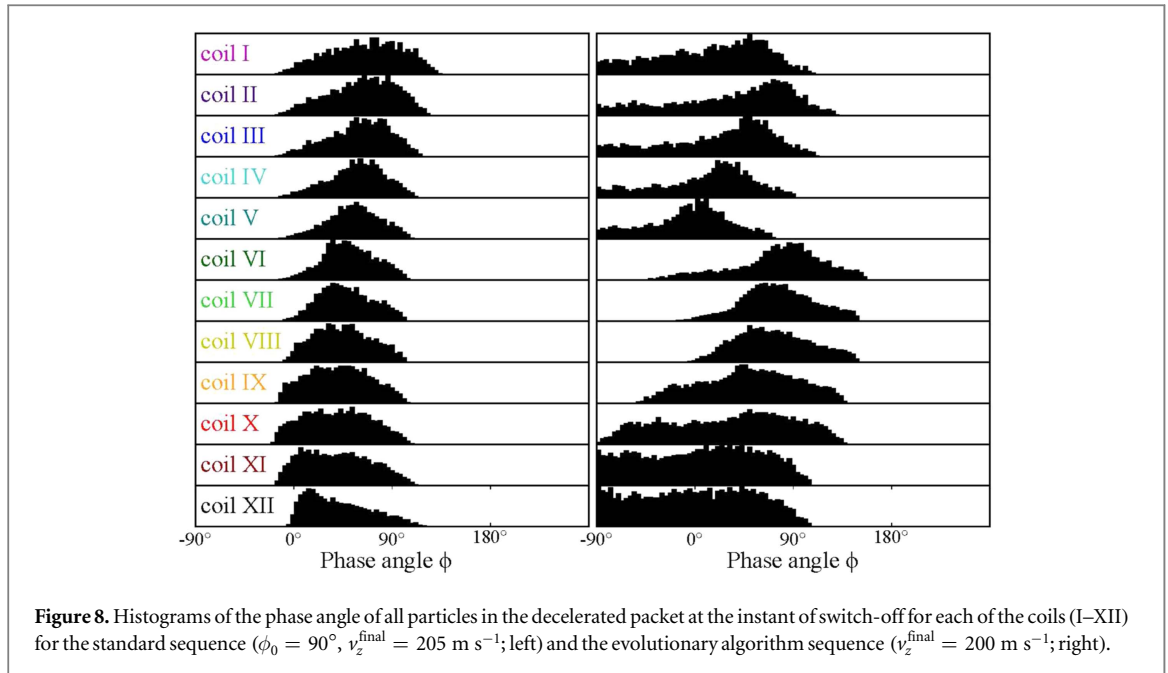 coil I
coil II
coil III
coil IV
coil V
coil VI
coil VII
coil VIII
coil IX
coil X
coil XI
coil XII
-90° 0° 90° 180° -90° 0° 90° 180°
Phase angle ϕ Phase angle ϕ
Figure 8. Histograms of the phase angle of all particles in the decelerated packet at the instant of switch-off for each of the coils (I–XII)
for the standard sequence (ϕ₀ = 90°, v_z^final = 205 m s⁻¹; left) and the evolutionary algorithm sequence (v_z^final = 200 m s⁻¹; right).